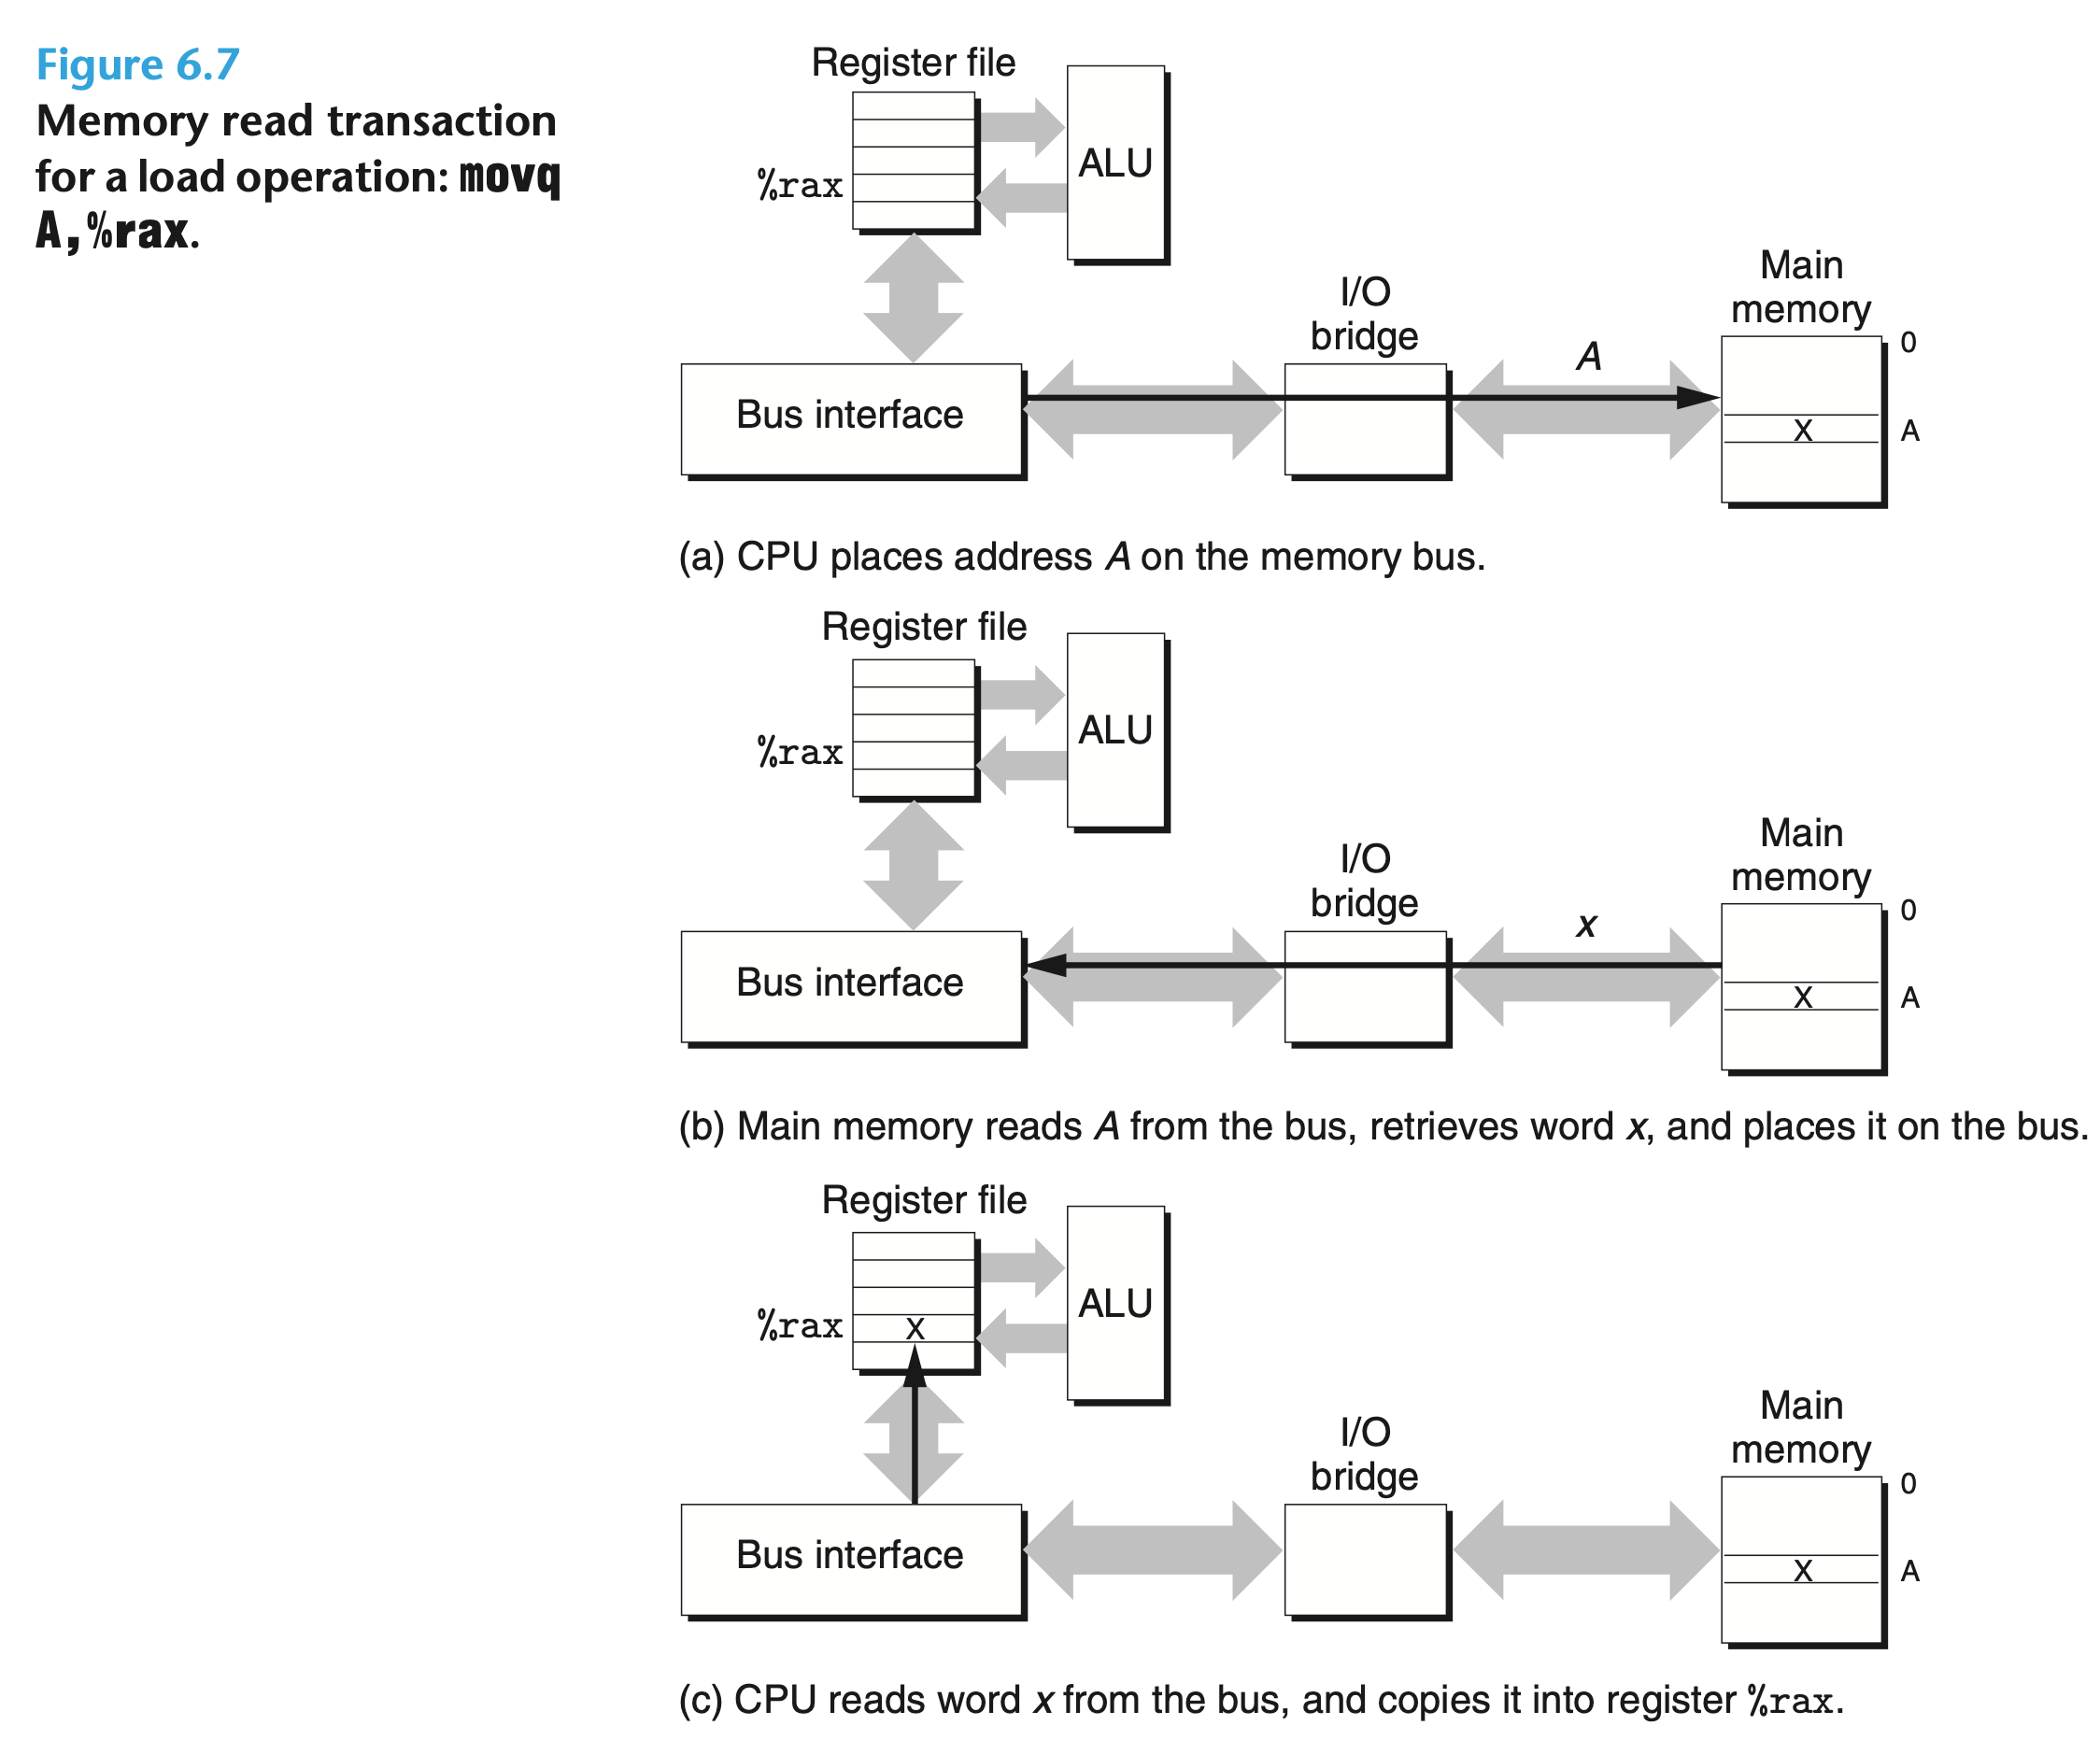 Figure 6.7
Memory read transaction
for a load operation: movq
A,%rax.
Register file
ALU
%rax
Main
memory
I/O
bridge
A
0
Bus interface
x
A
(a) CPU places address A on the memory bus.
Register file
ALU
%rax
Main
memory
I/O
bridge
x
0
Bus interface
x
A
(b) Main memory reads A from the bus, retrieves word x, and places it on the bus.
Register file
ALU
%rax
x
Main
memory
I/O
bridge
0
Bus interface
x
A
(c) CPU reads word x from the bus, and copies it into register %rax.